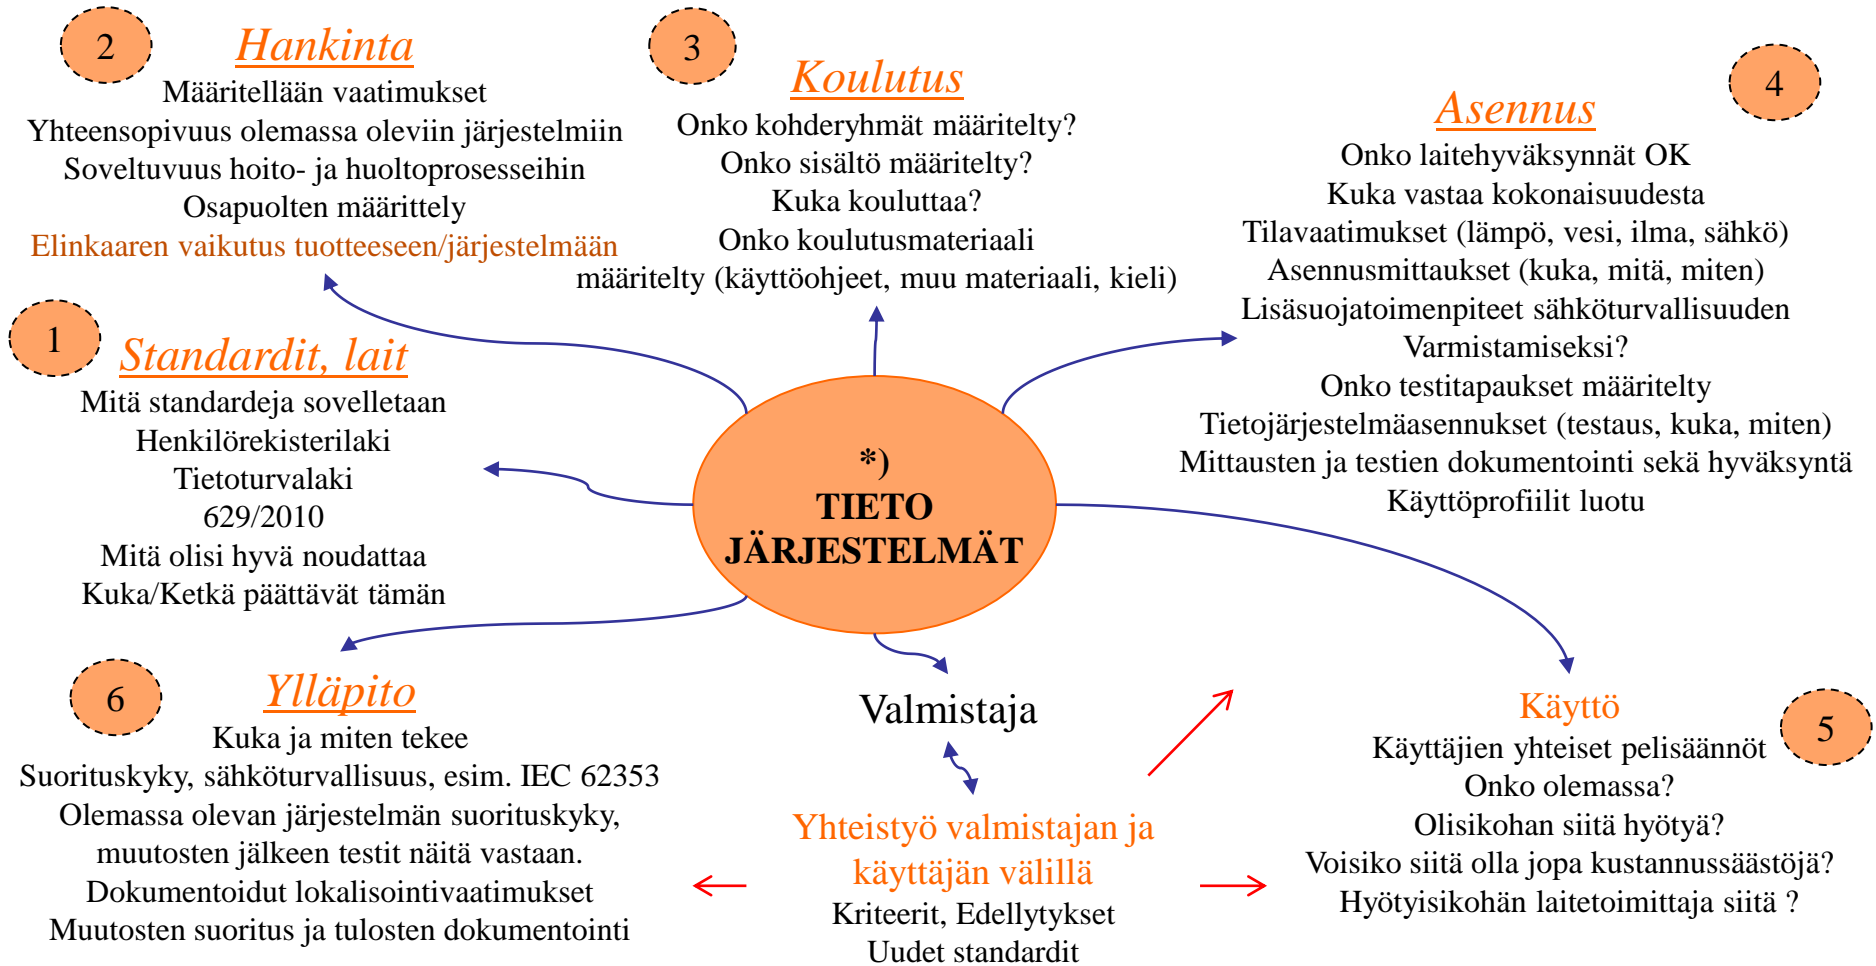 2
Hankinta
Määritellään vaatimukset
Yhteensopivuus olemassa oleviin järjestelmiin
Soveltuvuus hoito- ja huoltoprosesseihin
Osapuolten määrittely
Elinkaaren vaikutus tuotteeseen/järjestelmään
3
Koulutus
Onko kohderyhmät määritelty?
Onko sisältö määritelty?
Kuka kouluttaa?
Onko koulutusmateriaali
määritelty (käyttöohjeet, muu materiaali, kieli)
4
Asennus
Onko laitehyväksynnät OK
Kuka vastaa kokonaisuudesta
Tilavaatimukset (lämpö, vesi, ilma, sähkö)
Asennusmittaukset (kuka, mitä, miten)
Lisäsuojatoimenpiteet sähköturvallisuuden
Varmistamiseksi?
Onko testitapaukset määritelty
Tietojärjestelmäasennukset (testaus, kuka, miten)
Mittausten ja testien dokumentointi sekä hyväksyntä
Käyttöprofiilit luotu
1
Standardit, lait
Mitä standardeja sovelletaan
Henkilörekisterilaki
Tietoturvalaki
629/2010
Mitä olisi hyvä noudattaa
Kuka/Ketkä päättävät tämän
*)
TIETO
JÄRJESTELMÄT
6
Ylläpito
Kuka ja miten tekee
Suorituskyky, sähköturvallisuus, esim. IEC 62353
Olemassa olevan järjestelmän suorituskyky,
muutosten jälkeen testit näitä vastaan.
Dokumentoidut lokalisointivaatimukset
Muutosten suoritus ja tulosten dokumentointi
Valmistaja
Yhteistyö valmistajan ja
käyttäjän välillä
Kriteerit, Edellytykset
Uudet standardit
5
Käyttö
Käyttäjien yhteiset pelisäännöt
Onko olemassa?
Olisikohan siitä hyötyä?
Voisiko siitä olla jopa kustannussäästöjä?
Hyötyisikohän laitetoimittaja siitä ?